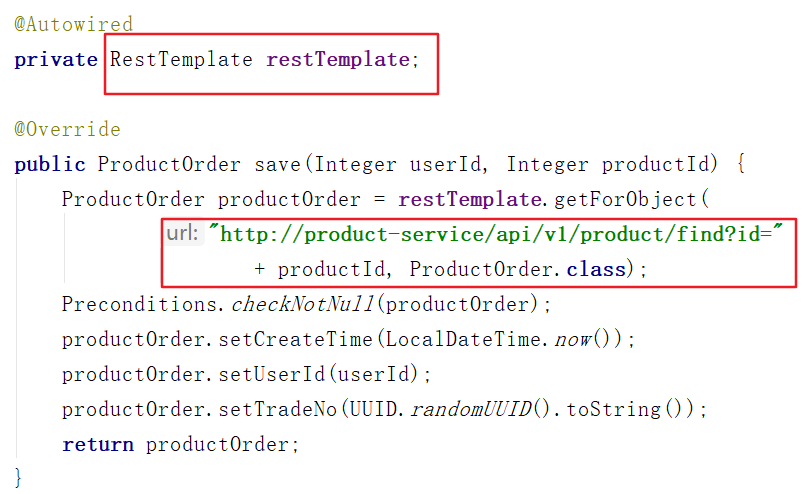 @Autowired
private RestTemplate restTemplate;
@Override
public ProductOrder save(Integer userId, Integer productId) {
ProductOrder productOrder = restTemplate.getForObject(
url: "http://product-service/api/v1/product/find?id="
+ productId, ProductOrder.class);
Preconditions.checkNotNull(productOrder);
productOrder.setCreateTime(LocalDateTime.now());
productOrder.setUserId(userId);
productOrder.setTradeNo(UUID.randomUUID().toString());
return productOrder;
}